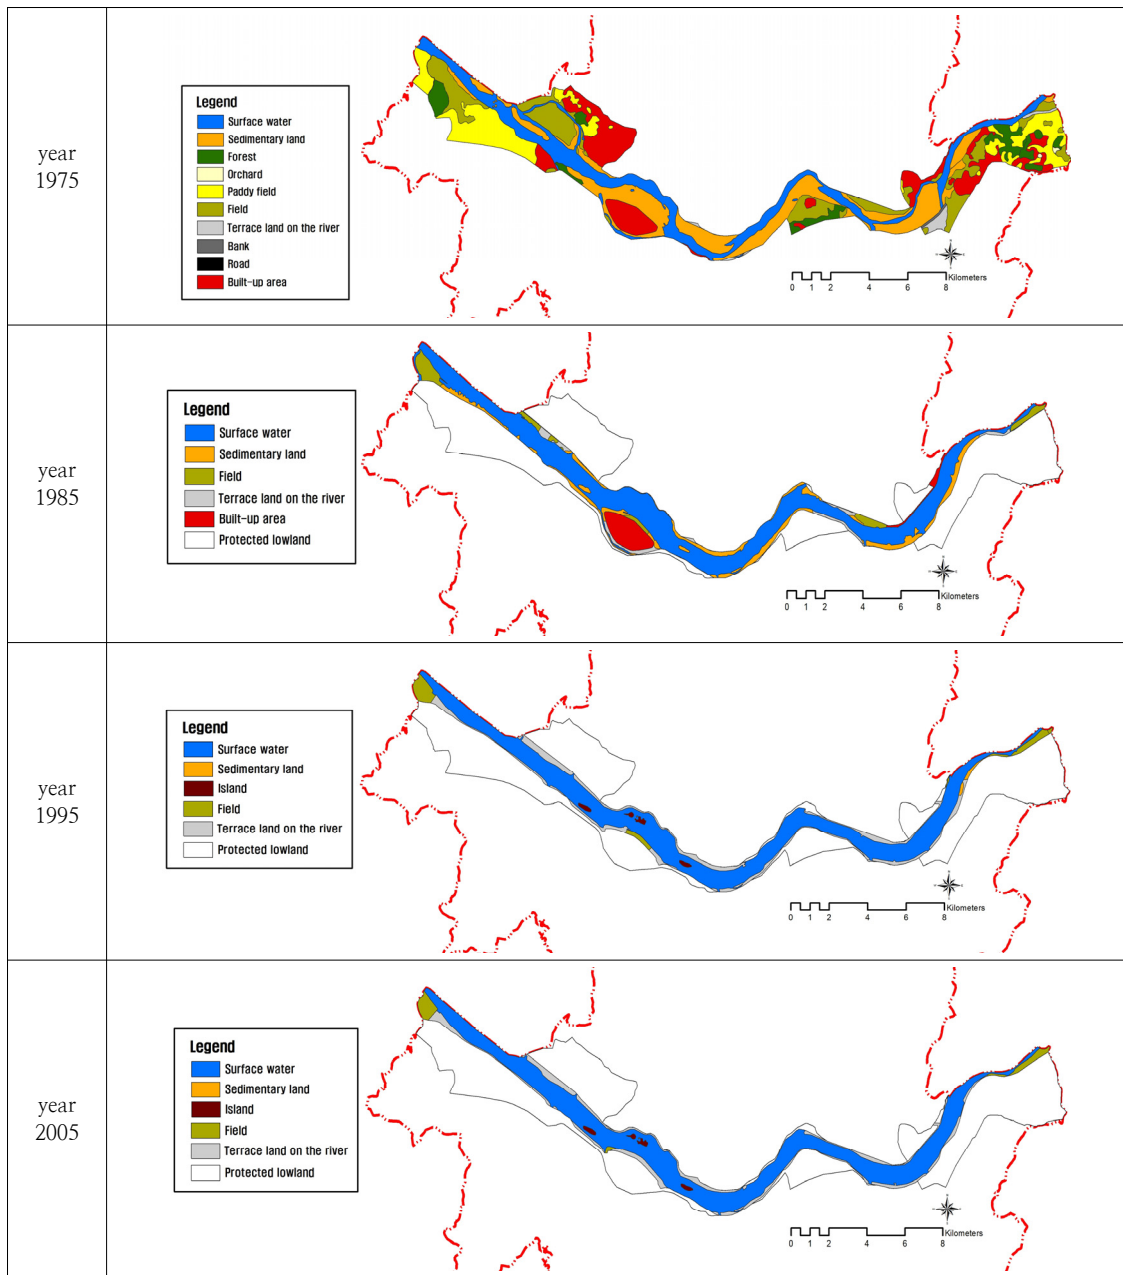 year
1975
Legend
Surface water
Sedimentary land
Forest
Orchard
Paddy field
Field
Terrace land on the river
Bank
Road
Built-up area
Kilometers
0 1 2 4 6 8
year
1985
Legend
Surface water
Sedimentary land
Field
Terrace land on the river
Built-up area
Protected lowland
Kilometers
0 1 2 4 6 8
year
1995
Legend
Surface water
Sedimentary land
Island
Field
Terrace land on the river
Protected lowland
Kilometers
0 1 2 4 6 8
year
2005
Legend
Surface water
Sedimentary land
Island
Field
Terrace land on the river
Protected lowland
Kilometers
0 1 2 4 6 8